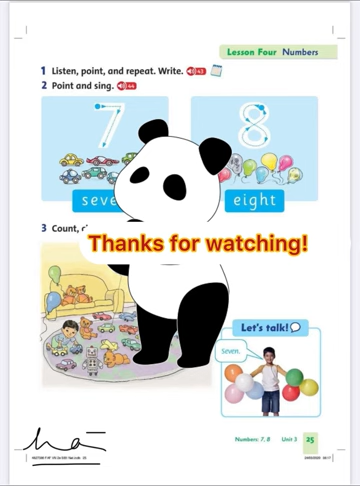 Lesson Four Numbers
1 Listen, point, and repeat. Write. 43
2 Point and sing. 44
7
8
seve
eight
3 Count,
Thanks for watching!
Let's talk!
Seven.
Numbers: 7, 8 Unit 3 25